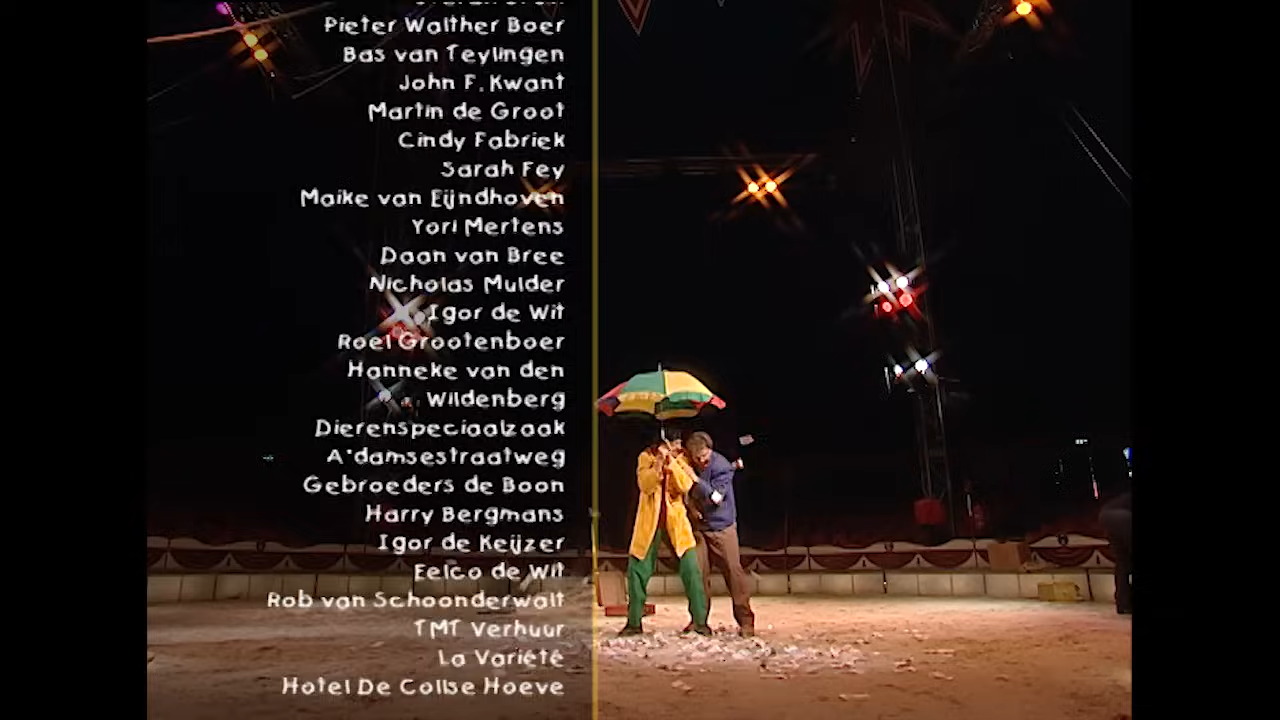 Pieter Walther Boer
Bas van Teylingen
John F. Kwant
Martin de Groot
Cindy Fabriek
Sarah Fey
Maike van Eijndhoven
Yori Mertens
Daan van Bree
Nicholas Mulder
Igor de Wit
Roel Grootenboer
Hanneke van den
Wildenberg
Dierenspeciaalzaak
A'damsestraatweg
Gebroeders de Boon
Harry Bergmans
Igor de Keijzer
Eelco de Wit
Rob van Schoonderwalt
TMT Verhuur
La Variété
Hotel De Collse Hoeve